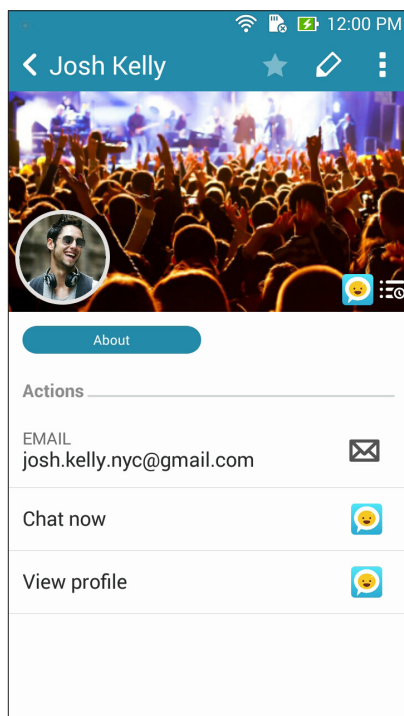 12:00 PM
Josh Kelly
About
Actions
EMAIL
josh.kelly.nyc@gmail.com
Chat now
View profile